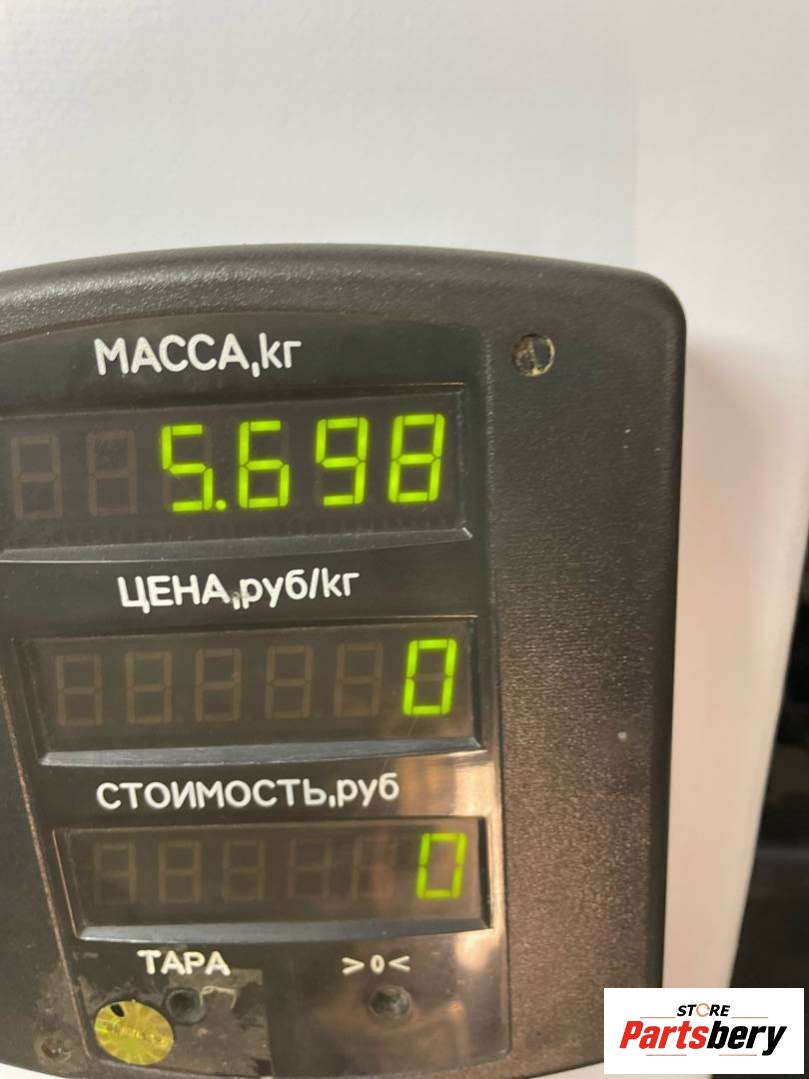 МАССА,кг
5.698
ЦЕНА,руб/кг
0
СТОИМОСТЬ,руб
0
ТАРА >0<
STORE
Partsbery